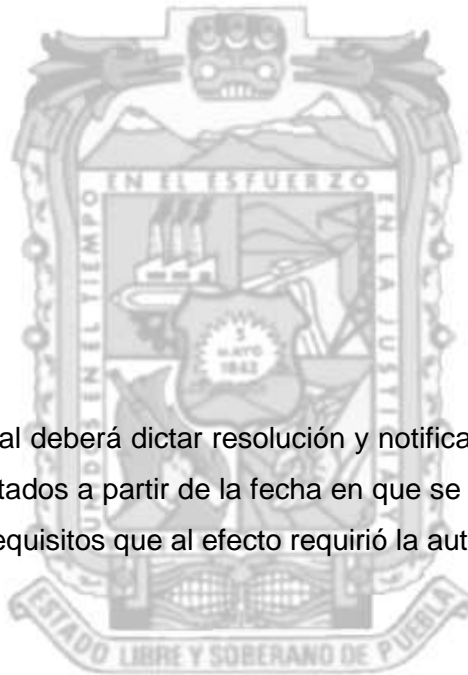 EN EL ESFUERZO
UNIDOS EN EL TIEMPO
EN LA JUSTICIA
5
MAYO
1862
al deberá dictar resolución y notifica
tados a partir de la fecha en que se
equisitos que al efecto requirió la aut
ESTADO LIBRE Y SOBERANO DE PUEBLA